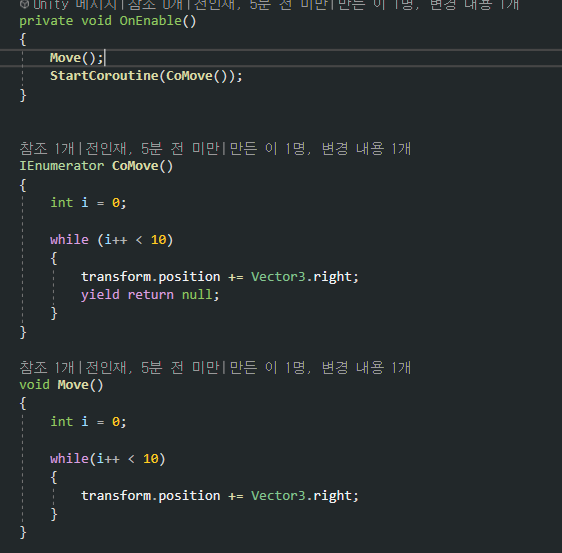 Unity 메시지|참조 0개|전인재, 5분 전 미만|만든 이 1명, 변경 내용 1개
private void OnEnable()
{
Move();
StartCoroutine(CoMove());
}
참조 1개|전인재, 5분 전 미만|만든 이 1명, 변경 내용 1개
IEnumerator CoMove()
{
int i = 0;
while (i++ < 10)
{
transform.position += Vector3.right;
yield return null;
}
}
참조 1개|전인재, 5분 전 미만|만든 이 1명, 변경 내용 1개
void Move()
{
int i = 0;
while(i++ < 10)
{
transform.position += Vector3.right;
}
}